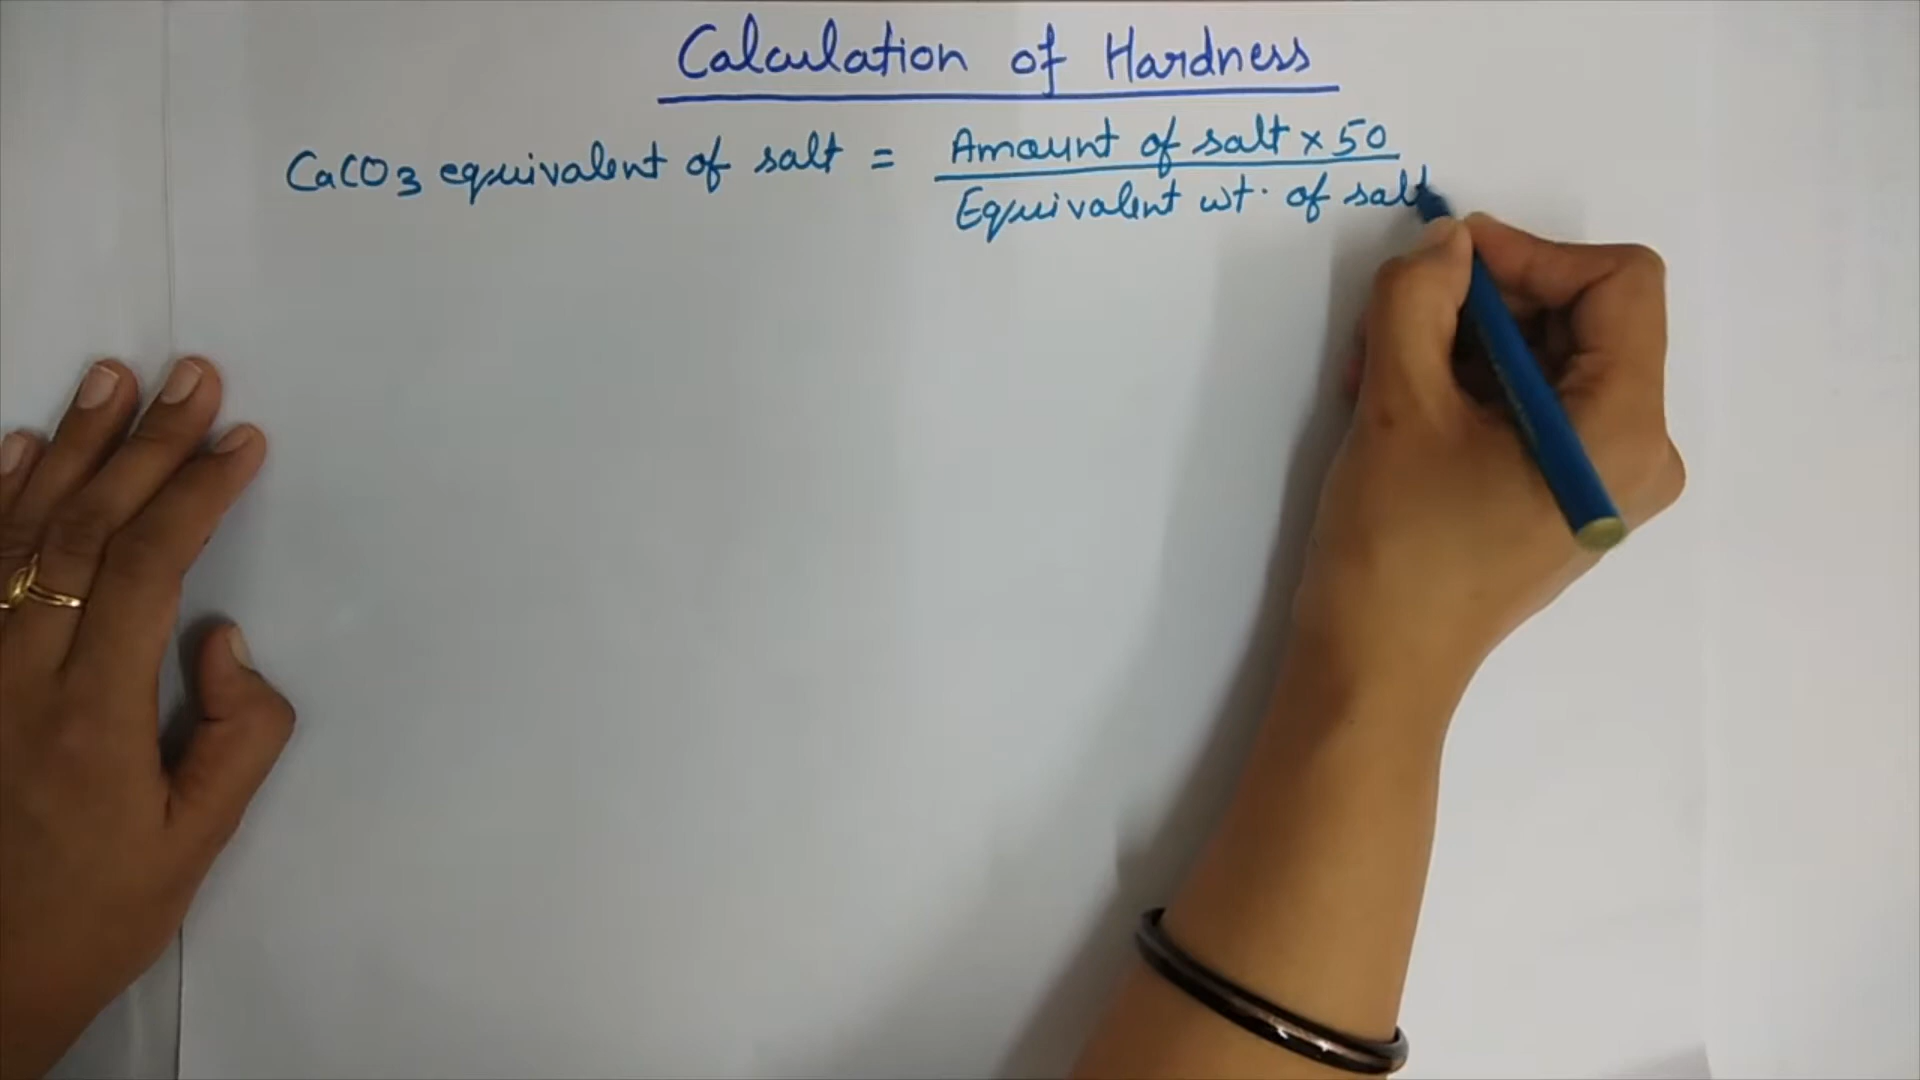 Calculation of Hardness
CaCO3 equivalent of salt = Amount of salt × 50
Equivalent wt. of salt